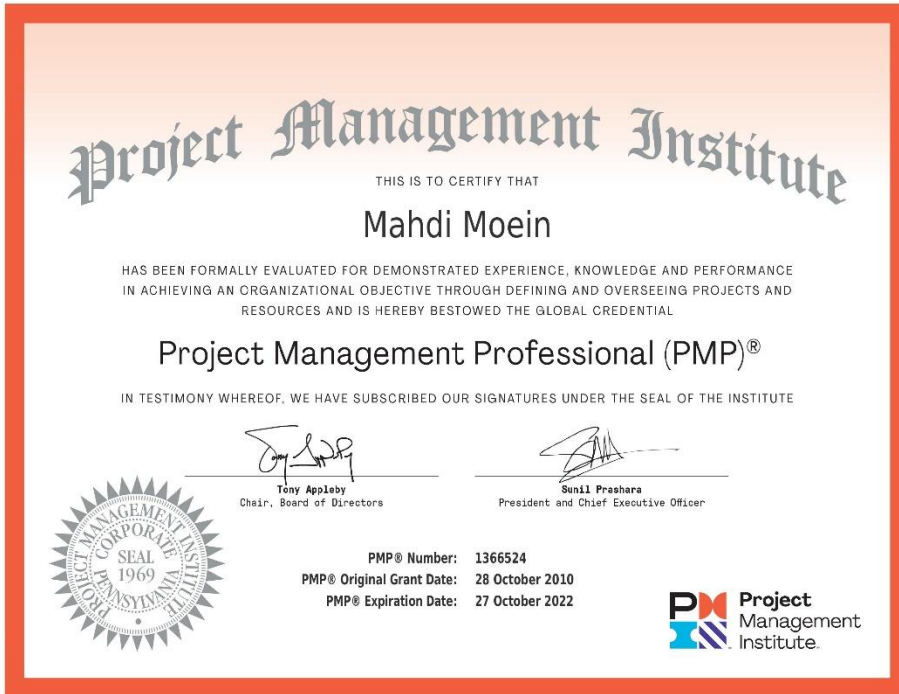 Project Management Institute
THIS IS TO CERTIFY THAT
Mahdi Moein
HAS BEEN FORMALLY EVALUATED FOR DEMONSTRATED EXPERIENCE, KNOWLEDGE AND PERFORMANCE
IN ACHIEVING AN ORGANIZATIONAL OBJECTIVE THROUGH DEFINING AND OVERSEEING PROJECTS AND
RESOURCES AND IS HEREBY BESTOWED THE GLOBAL CREDENTIAL
Project Management Professional (PMP)®
IN TESTIMONY WHEREOF, WE HAVE SUBSCRIBED OUR SIGNATURES UNDER THE SEAL OF THE INSTITUTE
Tony Appleby
Chair, Board of Directors
Sunil Prashara
President and Chief Executive Officer
PROJECT MANAGEMENT INSTITUTE
CORPORATE
SEAL
1969
PENNSYLVANIA
PMP® Number: 1366524
PMP® Original Grant Date: 28 October 2010
PMP® Expiration Date: 27 October 2022
PM
Project
Management
Institute.